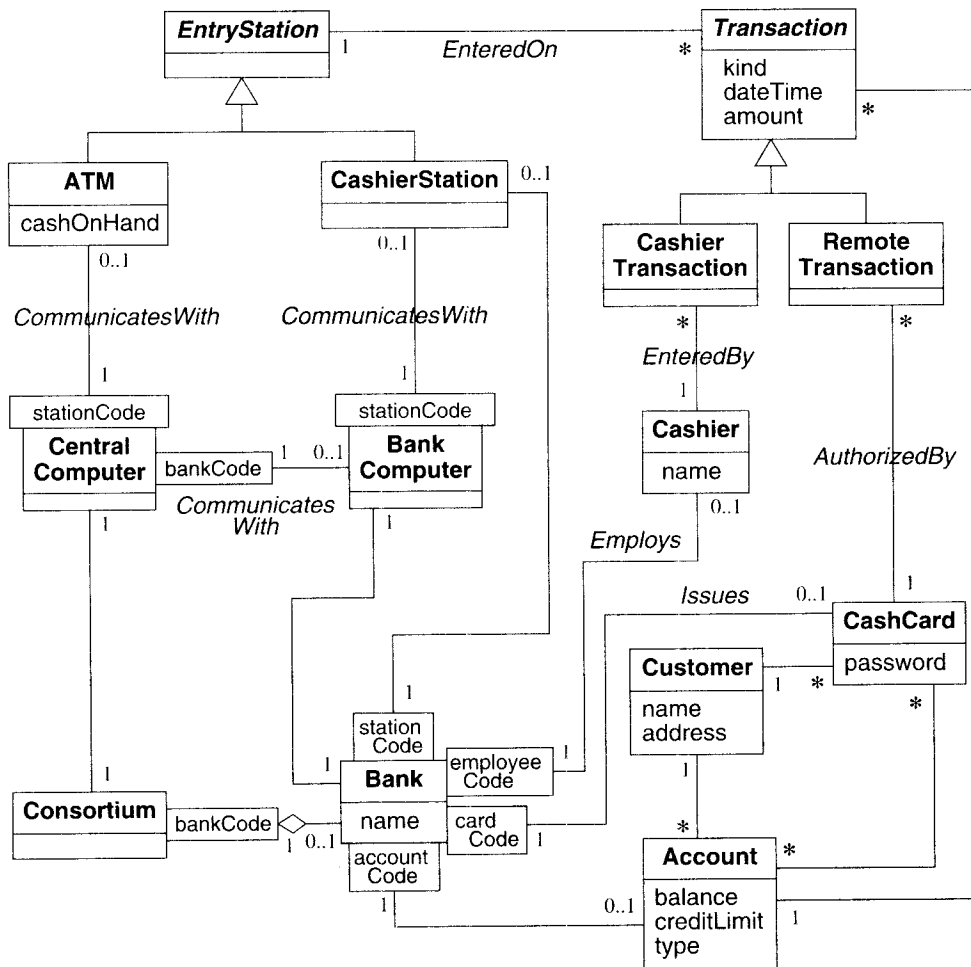 EntryStation
1
EnteredOn
*
Transaction
kind
dateTime
amount
*
ATM
cashOnHand
0..1
CashierStation
0..1
0..1
Cashier
Transaction
*
Remote
Transaction
*
CommunicatesWith
CommunicatesWith
EnteredBy
1
1
1
stationCode
stationCode
Central
Computer
bankCode
1
0..1
Bank
Computer
Communicates
With
1
1
Cashier
name
0..1
AuthorizedBy
Employs
Issues
0..1
1
CashCard
password
*
*
Customer
name
address
1
1
*
1
station
Code
1
Bank
name
employee
Code
1
card
Code
1
account
Code
1
1
Consortium
bankCode
1
0..1
0..1
Account
balance
creditLimit
type
*
1